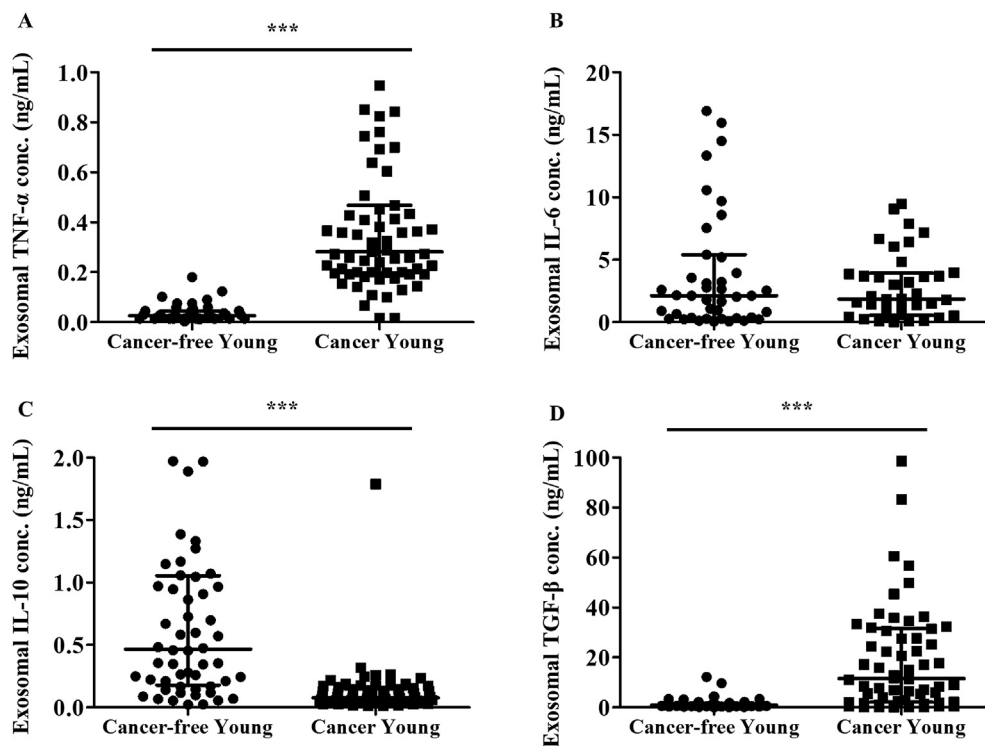 A
***
Exosomal TNF-α conc. (ng/mL)
1.0
0.8
0.6
0.4
0.2
0.0
Cancer-free Young
Cancer Young
B
Exosomal IL-6 conc. (ng/mL)
20
15
10
5
0
Cancer-free Young
Cancer Young
C
***
Exosomal IL-10 conc. (ng/mL)
2.0
1.5
1.0
0.5
0.0
Cancer-free Young
Cancer Young
D
***
Exosomal TGF-β conc. (ng/mL)
100
80
60
40
20
0
Cancer-free Young
Cancer Young